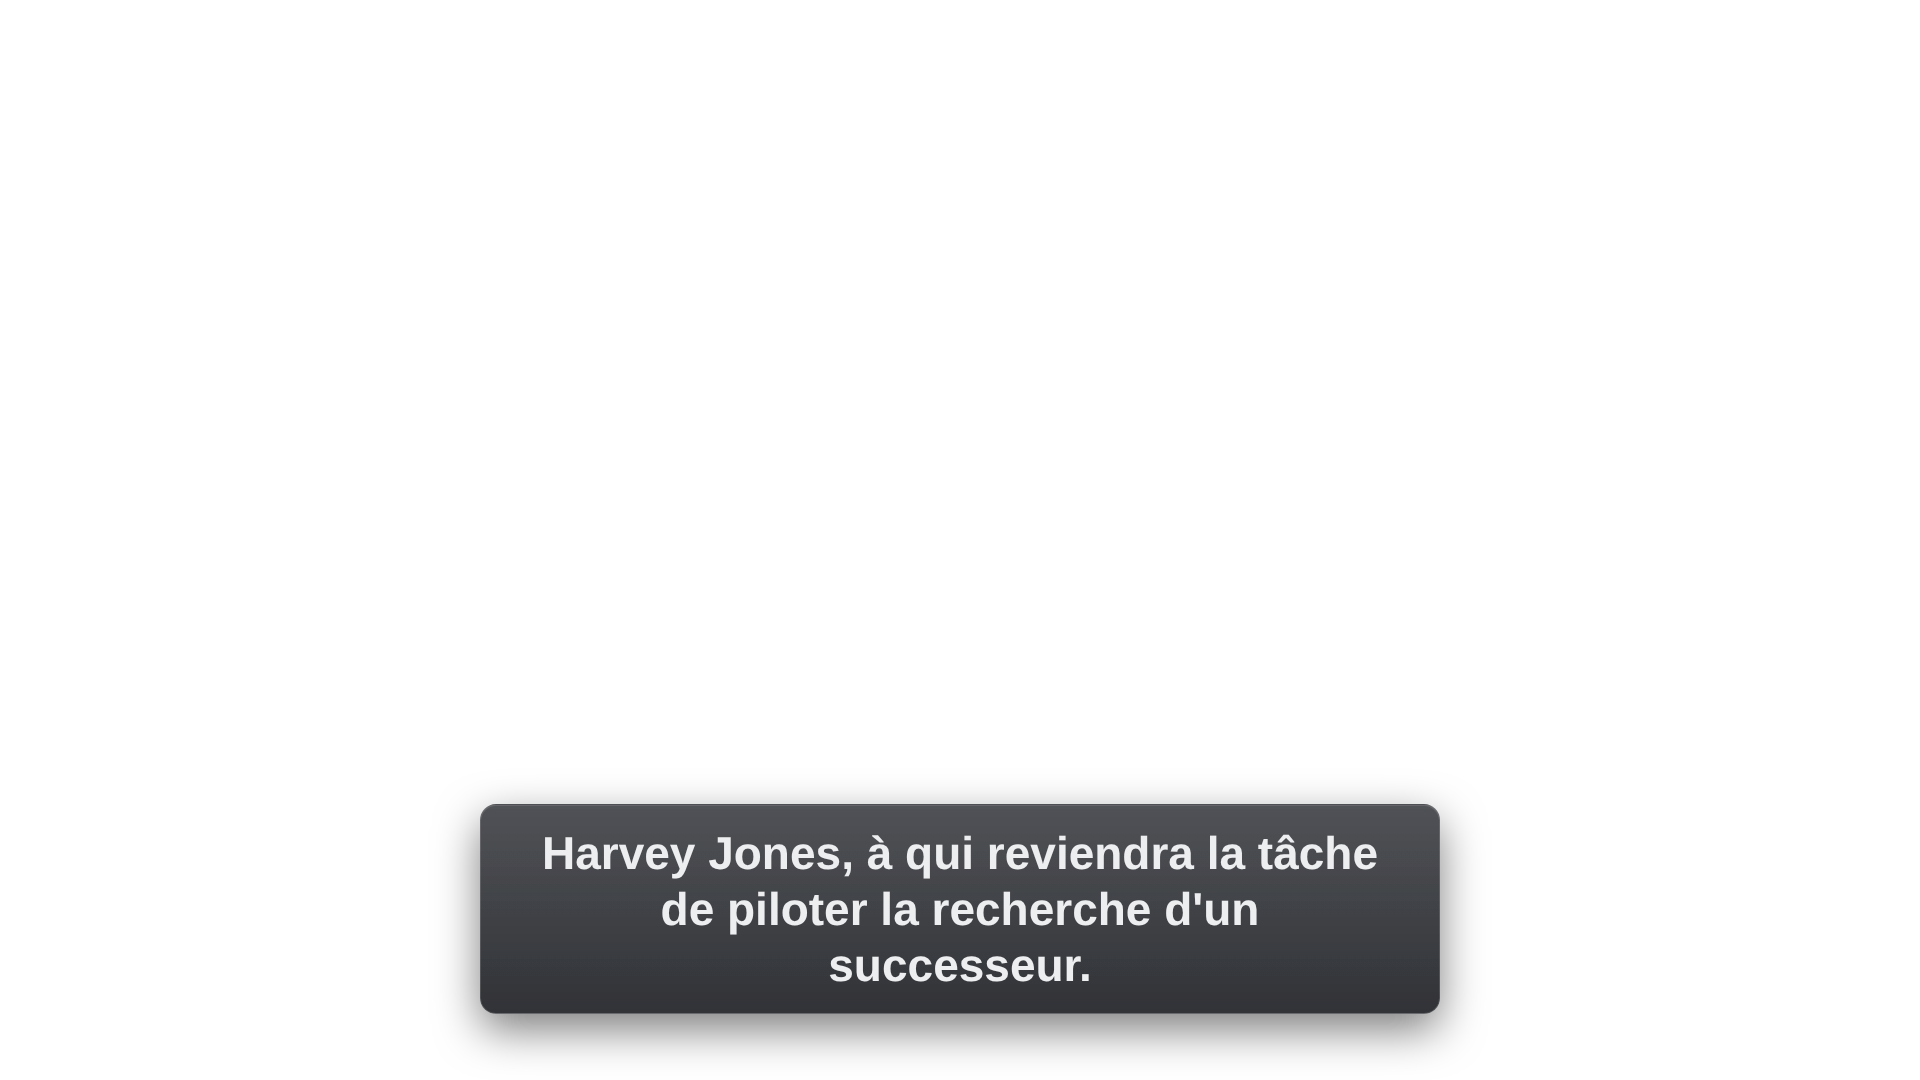 Harvey Jones, à qui reviendra la tâche
de piloter la recherche d'un
successeur.